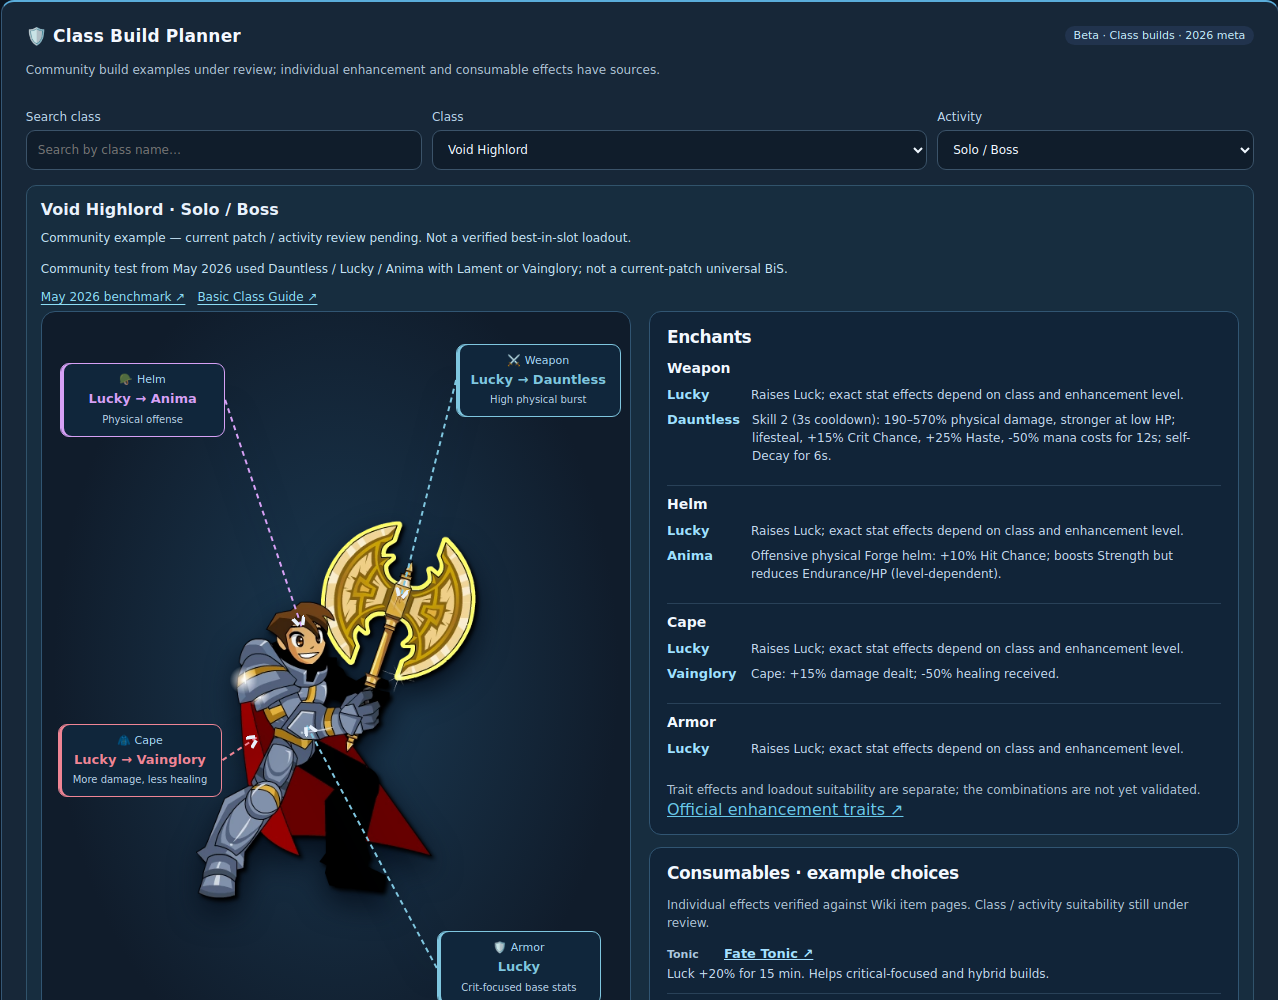 🛡️ Class Build Planner
Beta · Class builds · 2026 meta
Community build examples under review; individual enhancement and consumable effects have sources.
Search class
Class
Activity
Search by class name...
Void Highlord
Solo / Boss
Void Highlord · Solo / Boss
Community example — current patch / activity review pending. Not a verified best-in-slot loadout.
Community test from May 2026 used Dauntless / Lucky / Anima with Lament or Vainglory; not a current-patch universal BiS.
May 2026 benchmark ↗ Basic Class Guide ↗
🪖 Helm
Lucky → Anima
Physical offense
⚔️ Weapon
Lucky → Dauntless
High physical burst
🧥 Cape
Lucky → Vainglory
More damage, less healing
🛡️ Armor
Lucky
Crit-focused base stats
Enchants
Weapon
Lucky Raises Luck; exact stat effects depend on class and enhancement level.
Dauntless Skill 2 (3s cooldown): 190–570% physical damage, stronger at low HP;
lifesteal, +15% Crit Chance, +25% Haste, -50% mana costs for 12s; self-
Decay for 6s.
Helm
Lucky Raises Luck; exact stat effects depend on class and enhancement level.
Anima Offensive physical Forge helm: +10% Hit Chance; boosts Strength but
reduces Endurance/HP (level-dependent).
Cape
Lucky Raises Luck; exact stat effects depend on class and enhancement level.
Vainglory Cape: +15% damage dealt; -50% healing received.
Armor
Lucky Raises Luck; exact stat effects depend on class and enhancement level.
Trait effects and loadout suitability are separate; the combinations are not yet validated.
Official enhancement traits ↗
Consumables · example choices
Individual effects verified against Wiki item pages. Class / activity suitability still under
review.
Tonic Fate Tonic ↗
Luck +20% for 15 min. Helps critical-focused and hybrid builds.